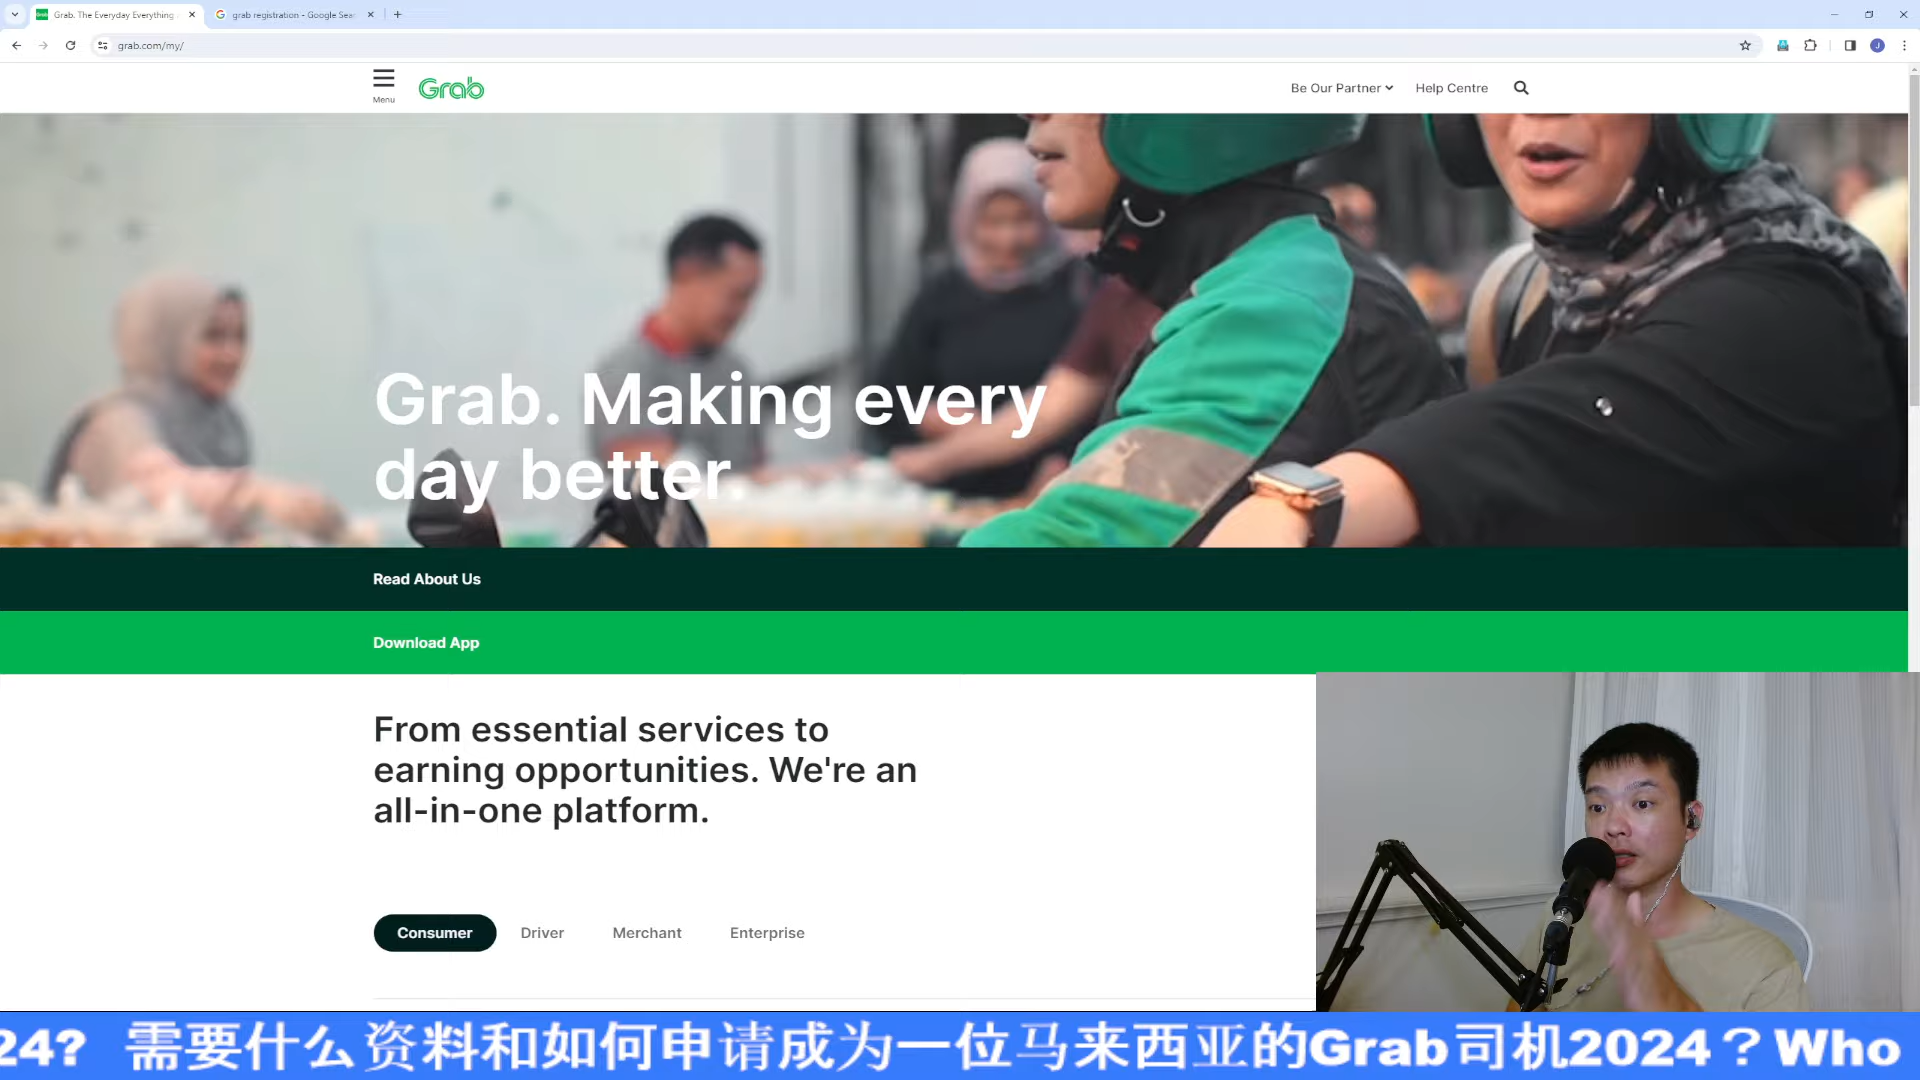 Grab. The Everyday Everything
grab registration - Google Sear
grab.com/my/
Menu
Grab
Be Our Partner
Help Centre
Grab. Making every
day better.
Read About Us
Download App
From essential services to
earning opportunities. We're an
all-in-one platform.
Consumer
Driver
Merchant
Enterprise
24? 需要什么资料和如何申请成为一位马来西亚的Grab司机2024？Who